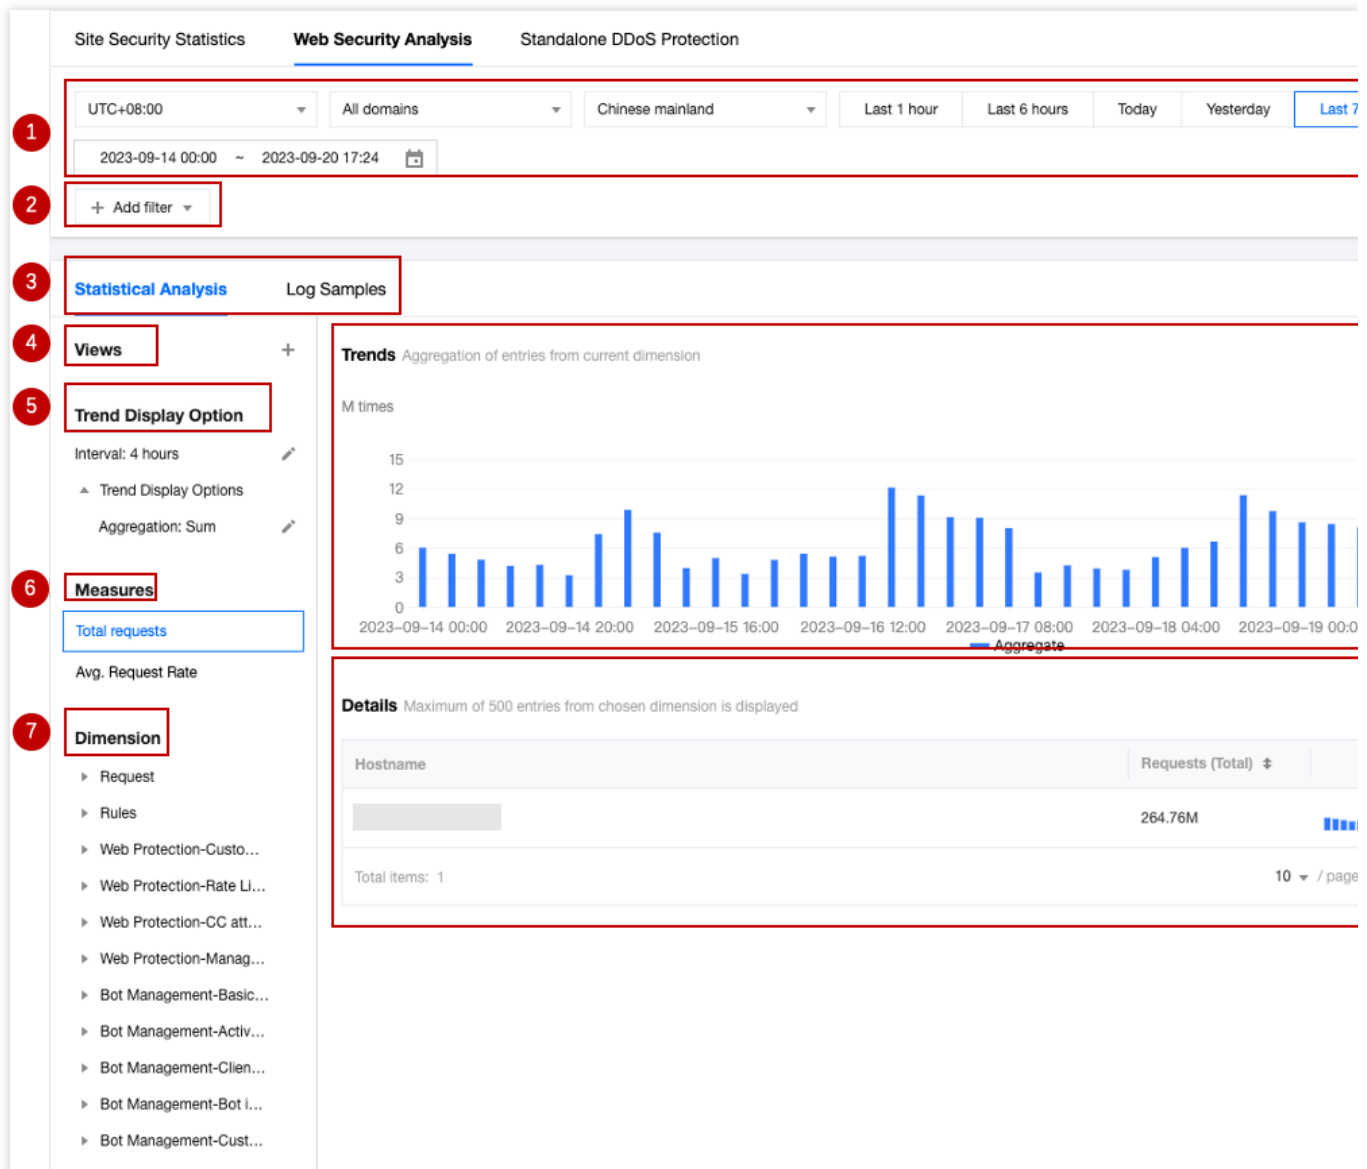 Site Security Statistics Web Security Analysis Standalone DDoS Protection
1 UTC+08:00 All domains Chinese mainland Last 1 hour Last 6 hours Today Yesterday Last 7
2023-09-14 00:00 ~ 2023-09-20 17:24
2 + Add filter
3 Statistical Analysis Log Samples
4 Views +
Trends Aggregation of entries from current dimension
5 Trend Display Option
M times
Interval: 4 hours
Trend Display Options
Aggregation: Sum
15
12
9
6
3
0
2023-09-14 00:00 2023-09-14 20:00 2023-09-15 16:00 2023-09-16 12:00 2023-09-17 08:00 2023-09-18 04:00 2023-09-19 00:0
Aggregate
6 Measures
Total requests
Avg. Request Rate
Details Maximum of 500 entries from chosen dimension is displayed
Hostname Requests (Total)
264.76M
Total items: 1 10 / page
7 Dimension
Request
Rules
Web Protection-Custo...
Web Protection-Rate Li...
Web Protection-CC att...
Web Protection-Manag...
Bot Management-Basic...
Bot Management-Activ...
Bot Management-Clien...
Bot Management-Bot i...
Bot Management-Cust...